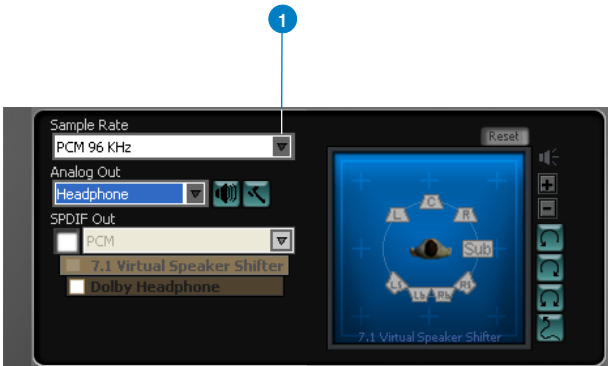 1
Sample Rate
PCM 96 KHz
Reset
Analog Out
Headphone
SPDIF Out
PCM
7.1 Virtual Speaker Shifter
Dolby Headphone
C
L
R
Sub
Ls
Lb
Rb
Rs
7.1 Virtual Speaker Shifter